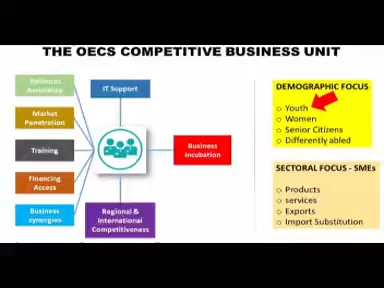 THE OECS COMPETITIVE BUSINESS UNIT
Assistance
IT Support
Market
Penetration
Training
Financing
Access
Business
synergies
Regional &
International
Competitiveness
Business
Incubation
DEMOGRAPHIC FOCUS
o Youth
o Women
o Senior Citizens
o Differently abled
SECTORAL FOCUS - SMEs
o Products
o services
o Exports
o Import Substitution